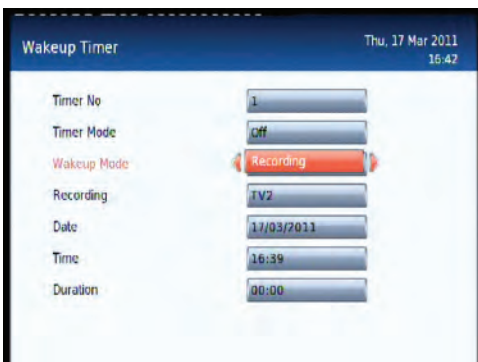 Wakeup Timer
Thu, 17 Mar 2011
16:42
Timer No 1
Timer Mode Off
Wakeup Mode Recording
Recording TV2
Date 17/03/2011
Time 16:39
Duration 00:00